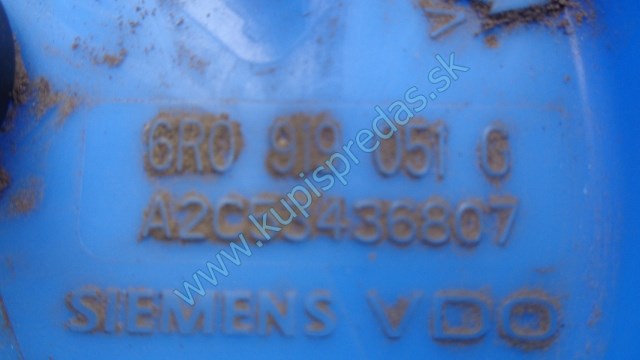 6R0 919 051 G
A2C53436807
SIEMENS VDO
www.kupispredas.sk